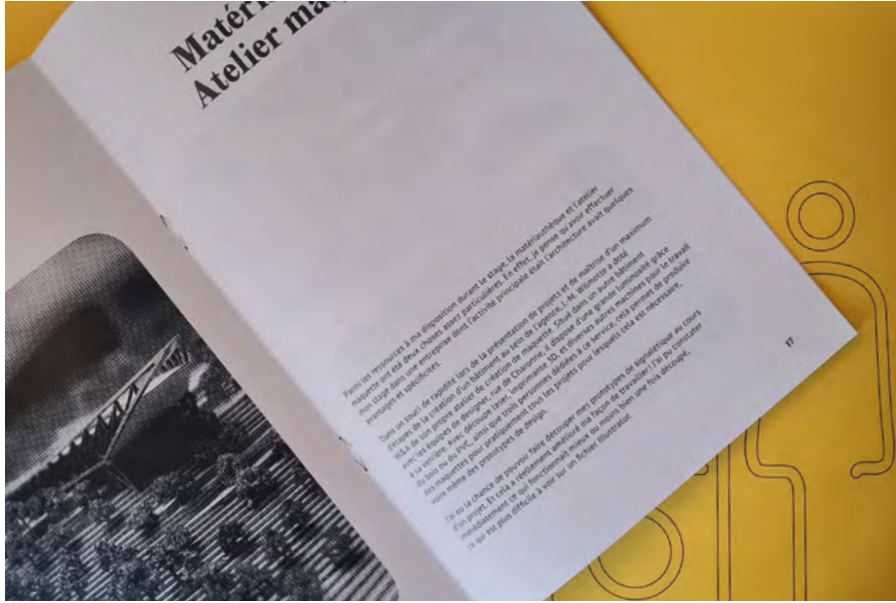 Matéri
Atelier ma
Parmi les ressources à ma disposition durant le stage, la matériauthèque et l'atelier
maquette ont été deux choses assez particulières. En effet, je pense qu'avoir effectuer
mon stage dans une entreprise dont l'activité principale était l'architecture avait quelques
avantages et spécificités.
Dans un souci de rapidité lors de la présentation de projets et de maîtrise d'un maximum
d'étapes de la création d'un bâtiment au sein de l'agence, J.-M. Wilmotte a doté
W&A de son propre atelier de création de maquette. Situé dans un autre bâtiment
avec les équipes de designer, rue de Charonne, il dispose d'une grande luminosité grâce
à sa verrière. Avec découpe laser, imprimante 3D, et diverses autres machines pour le travail
du bois ou du PVC, ainsi que trois personnes dédiées à ce service, cela permet de produire
des maquettes pour pratiquement tous les projets pour lesquels cela est nécessaire,
voire même des prototypes de design.
J'ai eu la chance de pouvoir faire découper mes prototypes de signalétique au cours
d'un projet. Et cela a réellement amélioré ma façon de travailler! J'ai pu constater
immédiatement ce qui fonctionnait mieux ou moins bien une fois découpé,
ce qui est plus difficile à voir sur un fichier Illustrator.
17